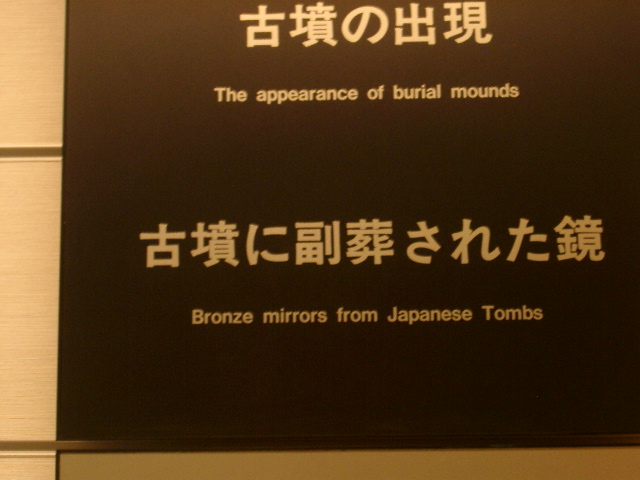 古墳の出現
The appearance of burial mounds
古墳に副葬された鏡
Bronze mirrors from Japanese Tombs